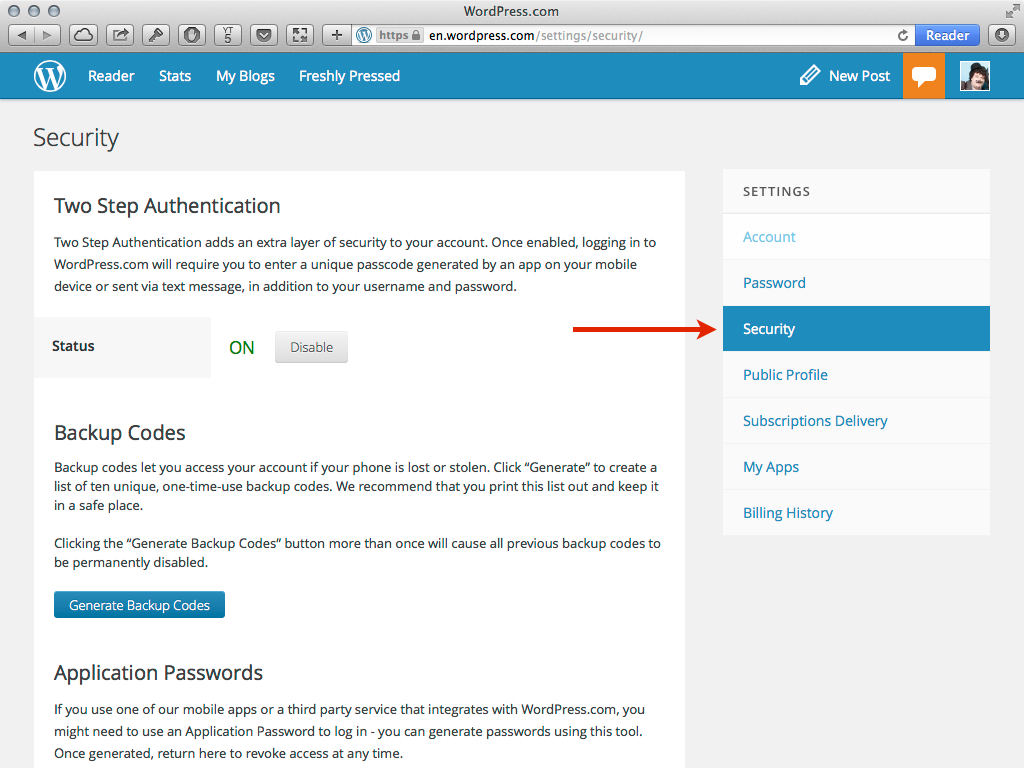 WordPress.com
YT
5
https en.wordpress.com/settings/security/
Reader
Reader Stats My Blogs Freshly Pressed New Post
Security
Two Step Authentication
Two Step Authentication adds an extra layer of security to your account. Once enabled, logging in to
WordPress.com will require you to enter a unique passcode generated by an app on your mobile
device or sent via text message, in addition to your username and password.
Status
ON
Disable
Backup Codes
Backup codes let you access your account if your phone is lost or stolen. Click “Generate” to create a
list of ten unique, one-time-use backup codes. We recommend that you print this list out and keep it
in a safe place.
Clicking the “Generate Backup Codes” button more than once will cause all previous backup codes to
be permanently disabled.
Generate Backup Codes
Application Passwords
If you use one of our mobile apps or a third party service that integrates with WordPress.com, you
might need to use an Application Password to log in - you can generate passwords using this tool.
Once generated, return here to revoke access at any time.
SETTINGS
Account
Password
Security
Public Profile
Subscriptions Delivery
My Apps
Billing History